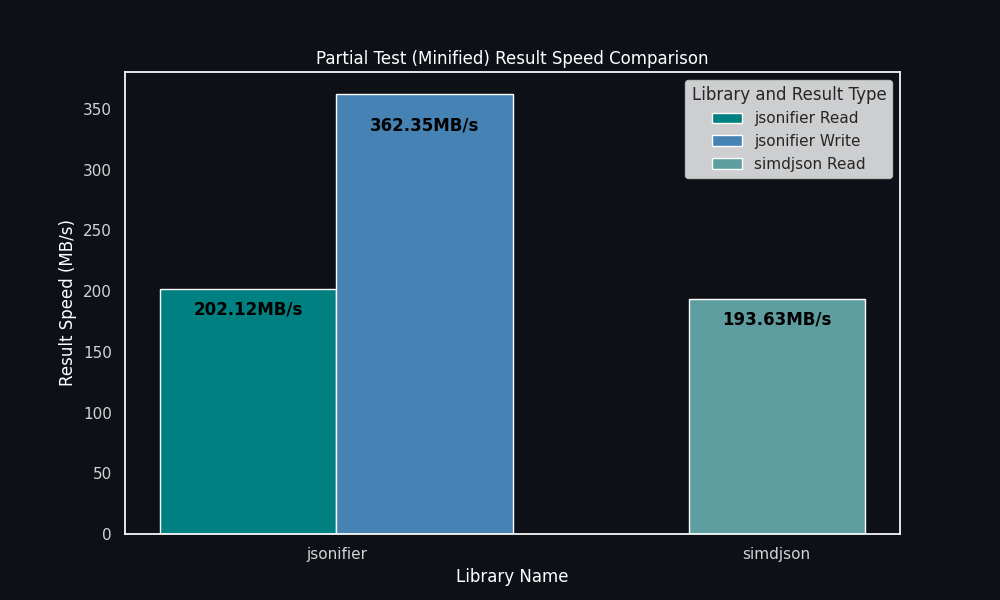 Partial Test (Minified) Result Speed Comparison
Library and Result Type
jsonifier Read
jsonifier Write
simdjson Read
362.35MB/s
202.12MB/s
193.63MB/s
Result Speed (MB/s)
350
300
250
200
150
100
50
0
jsonifier
simdjson
Library Name